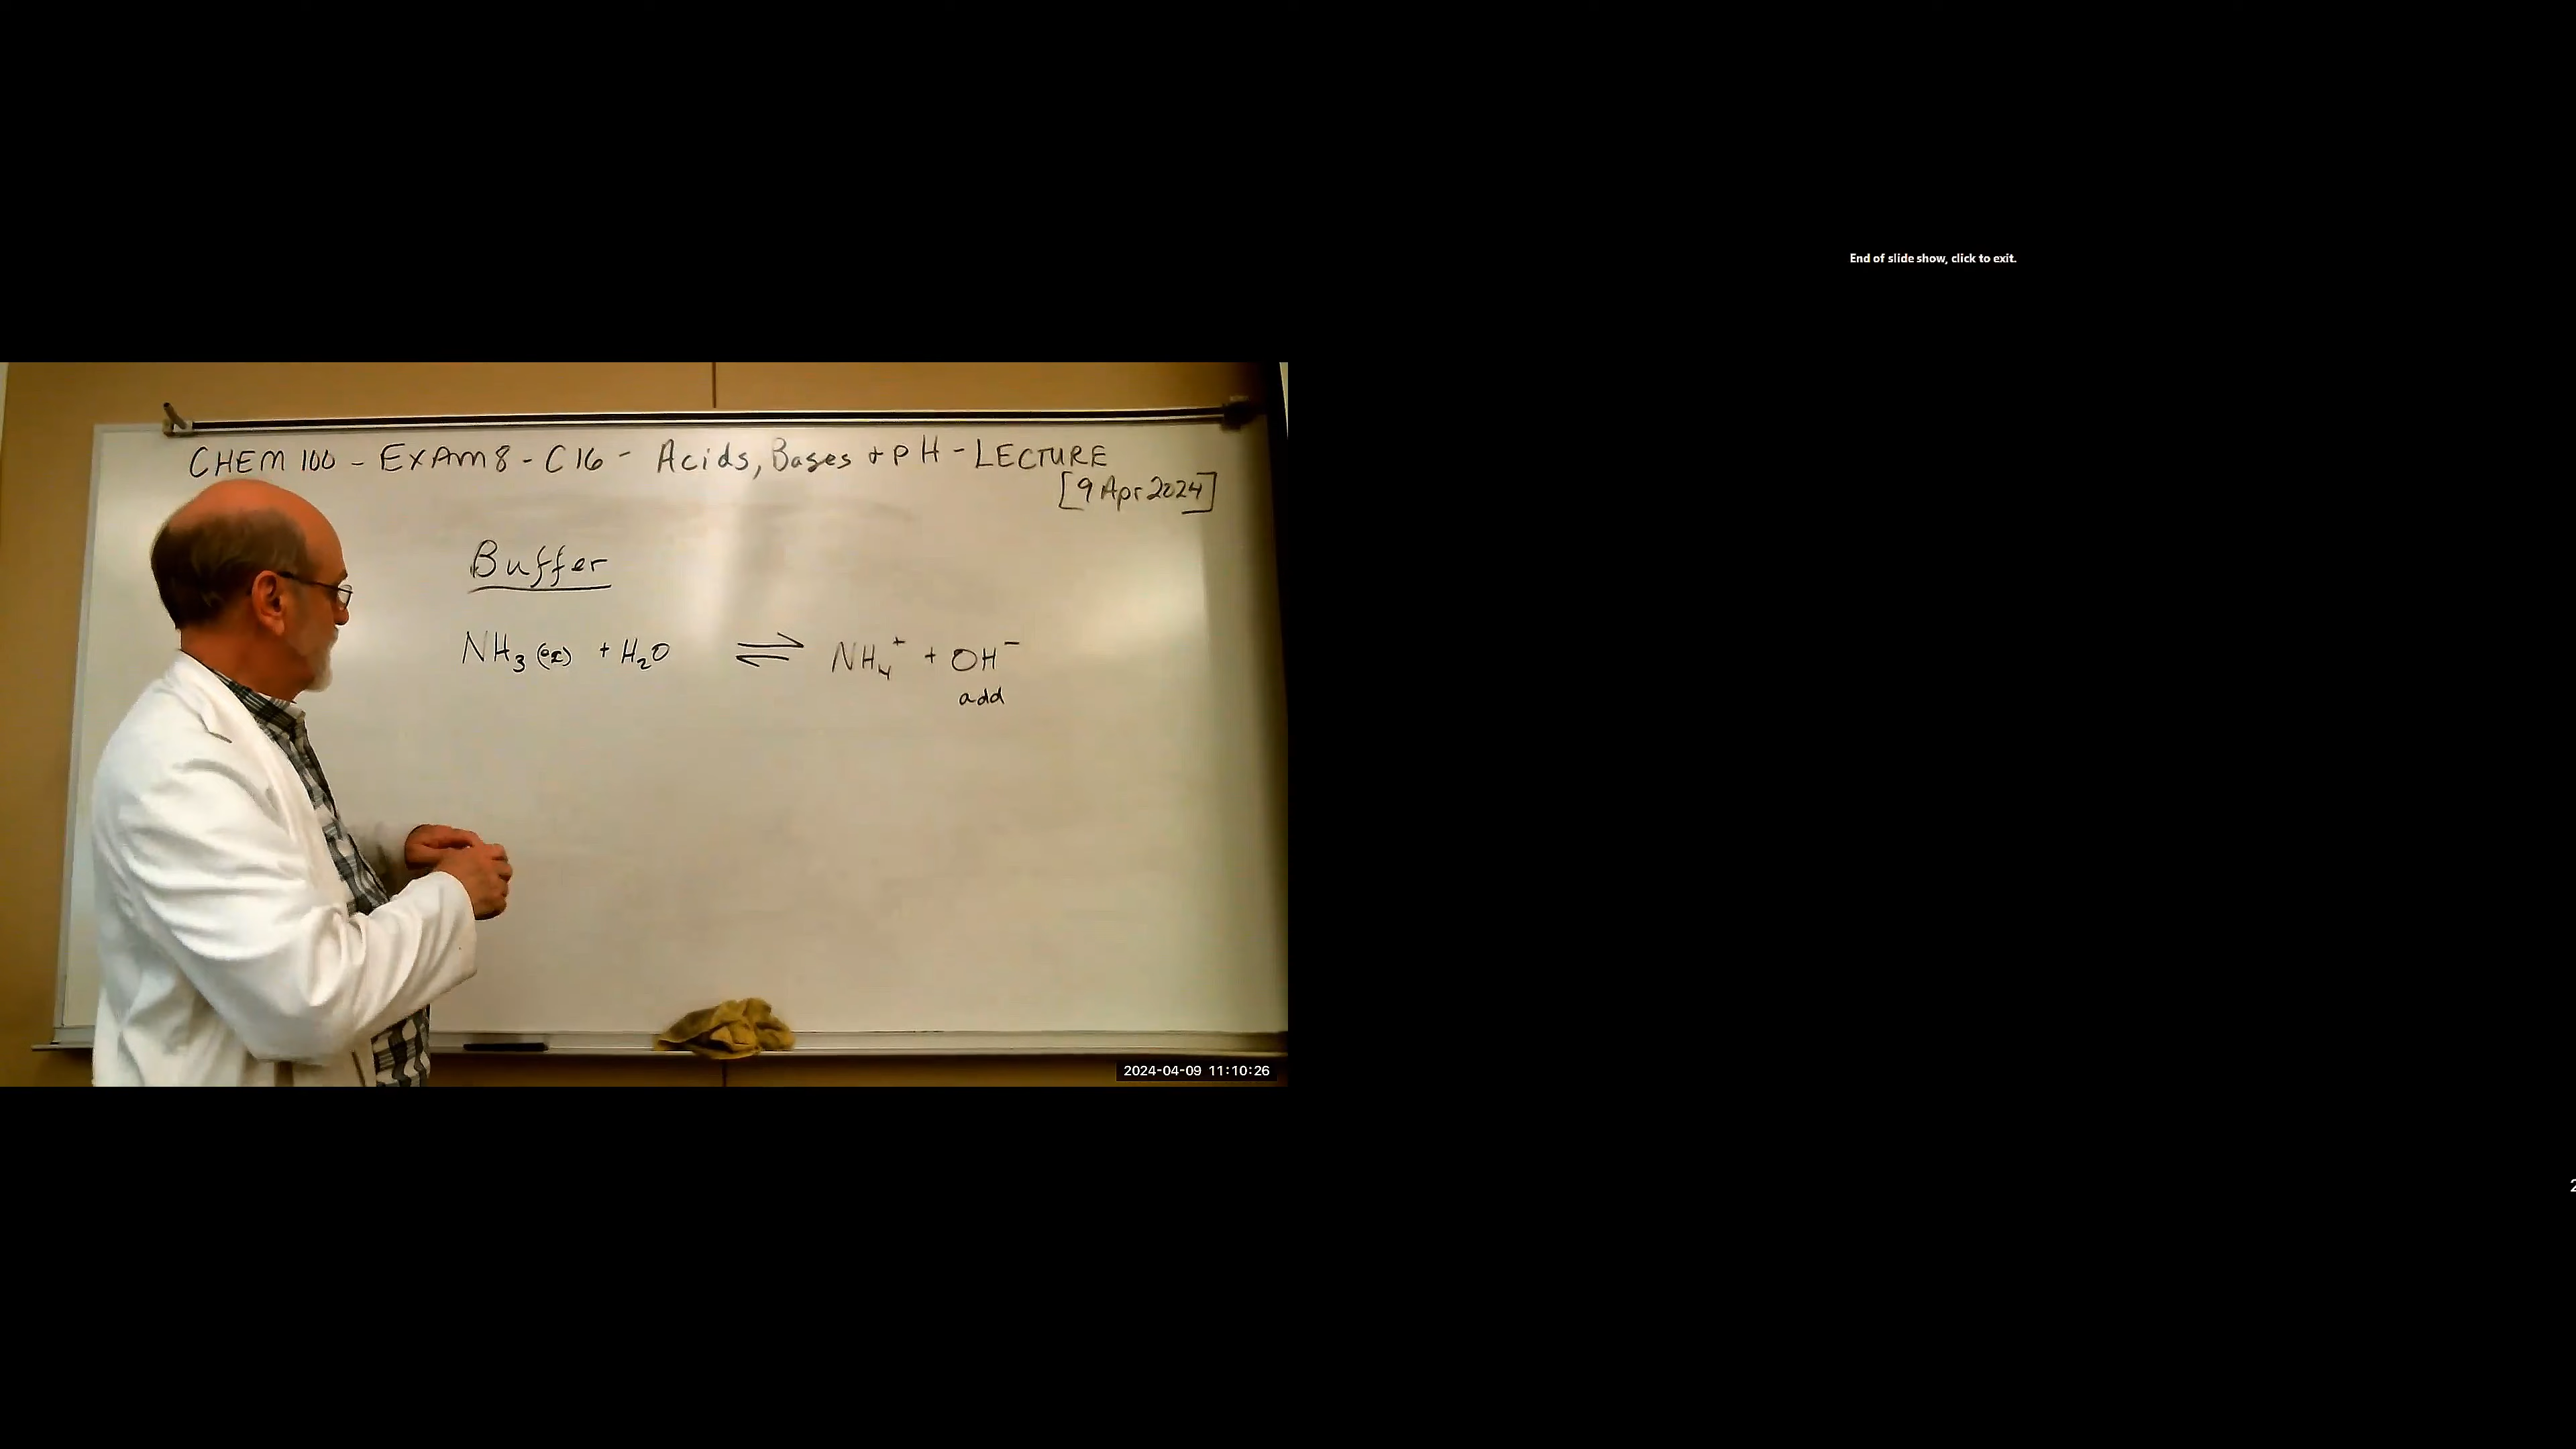 CHEM 100 - EXAM 8 - C16 - Acids, Bases + pH - LECTURE
[9 Apr 2024]
Buffer
NH₃ + H₂O ⇌ NH₄⁺ + OH⁻
add
2024-04-09 11:10:26
End of slide show, click to exit.
2